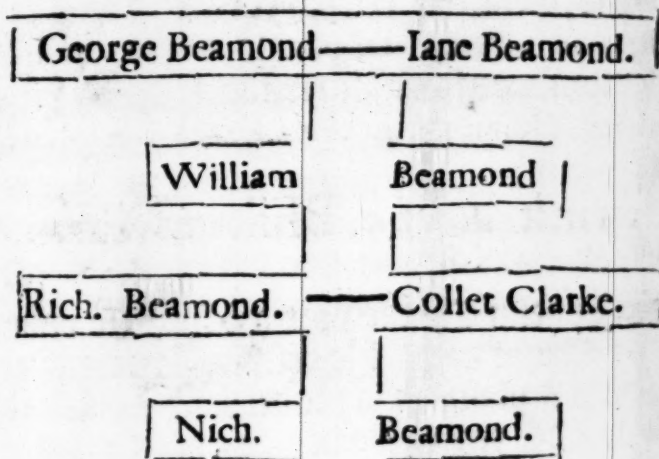 George Beamond — Iane Beamond.
William Beamond
Rich. Beamond. — Collet Clarke.
Nich. Beamond.